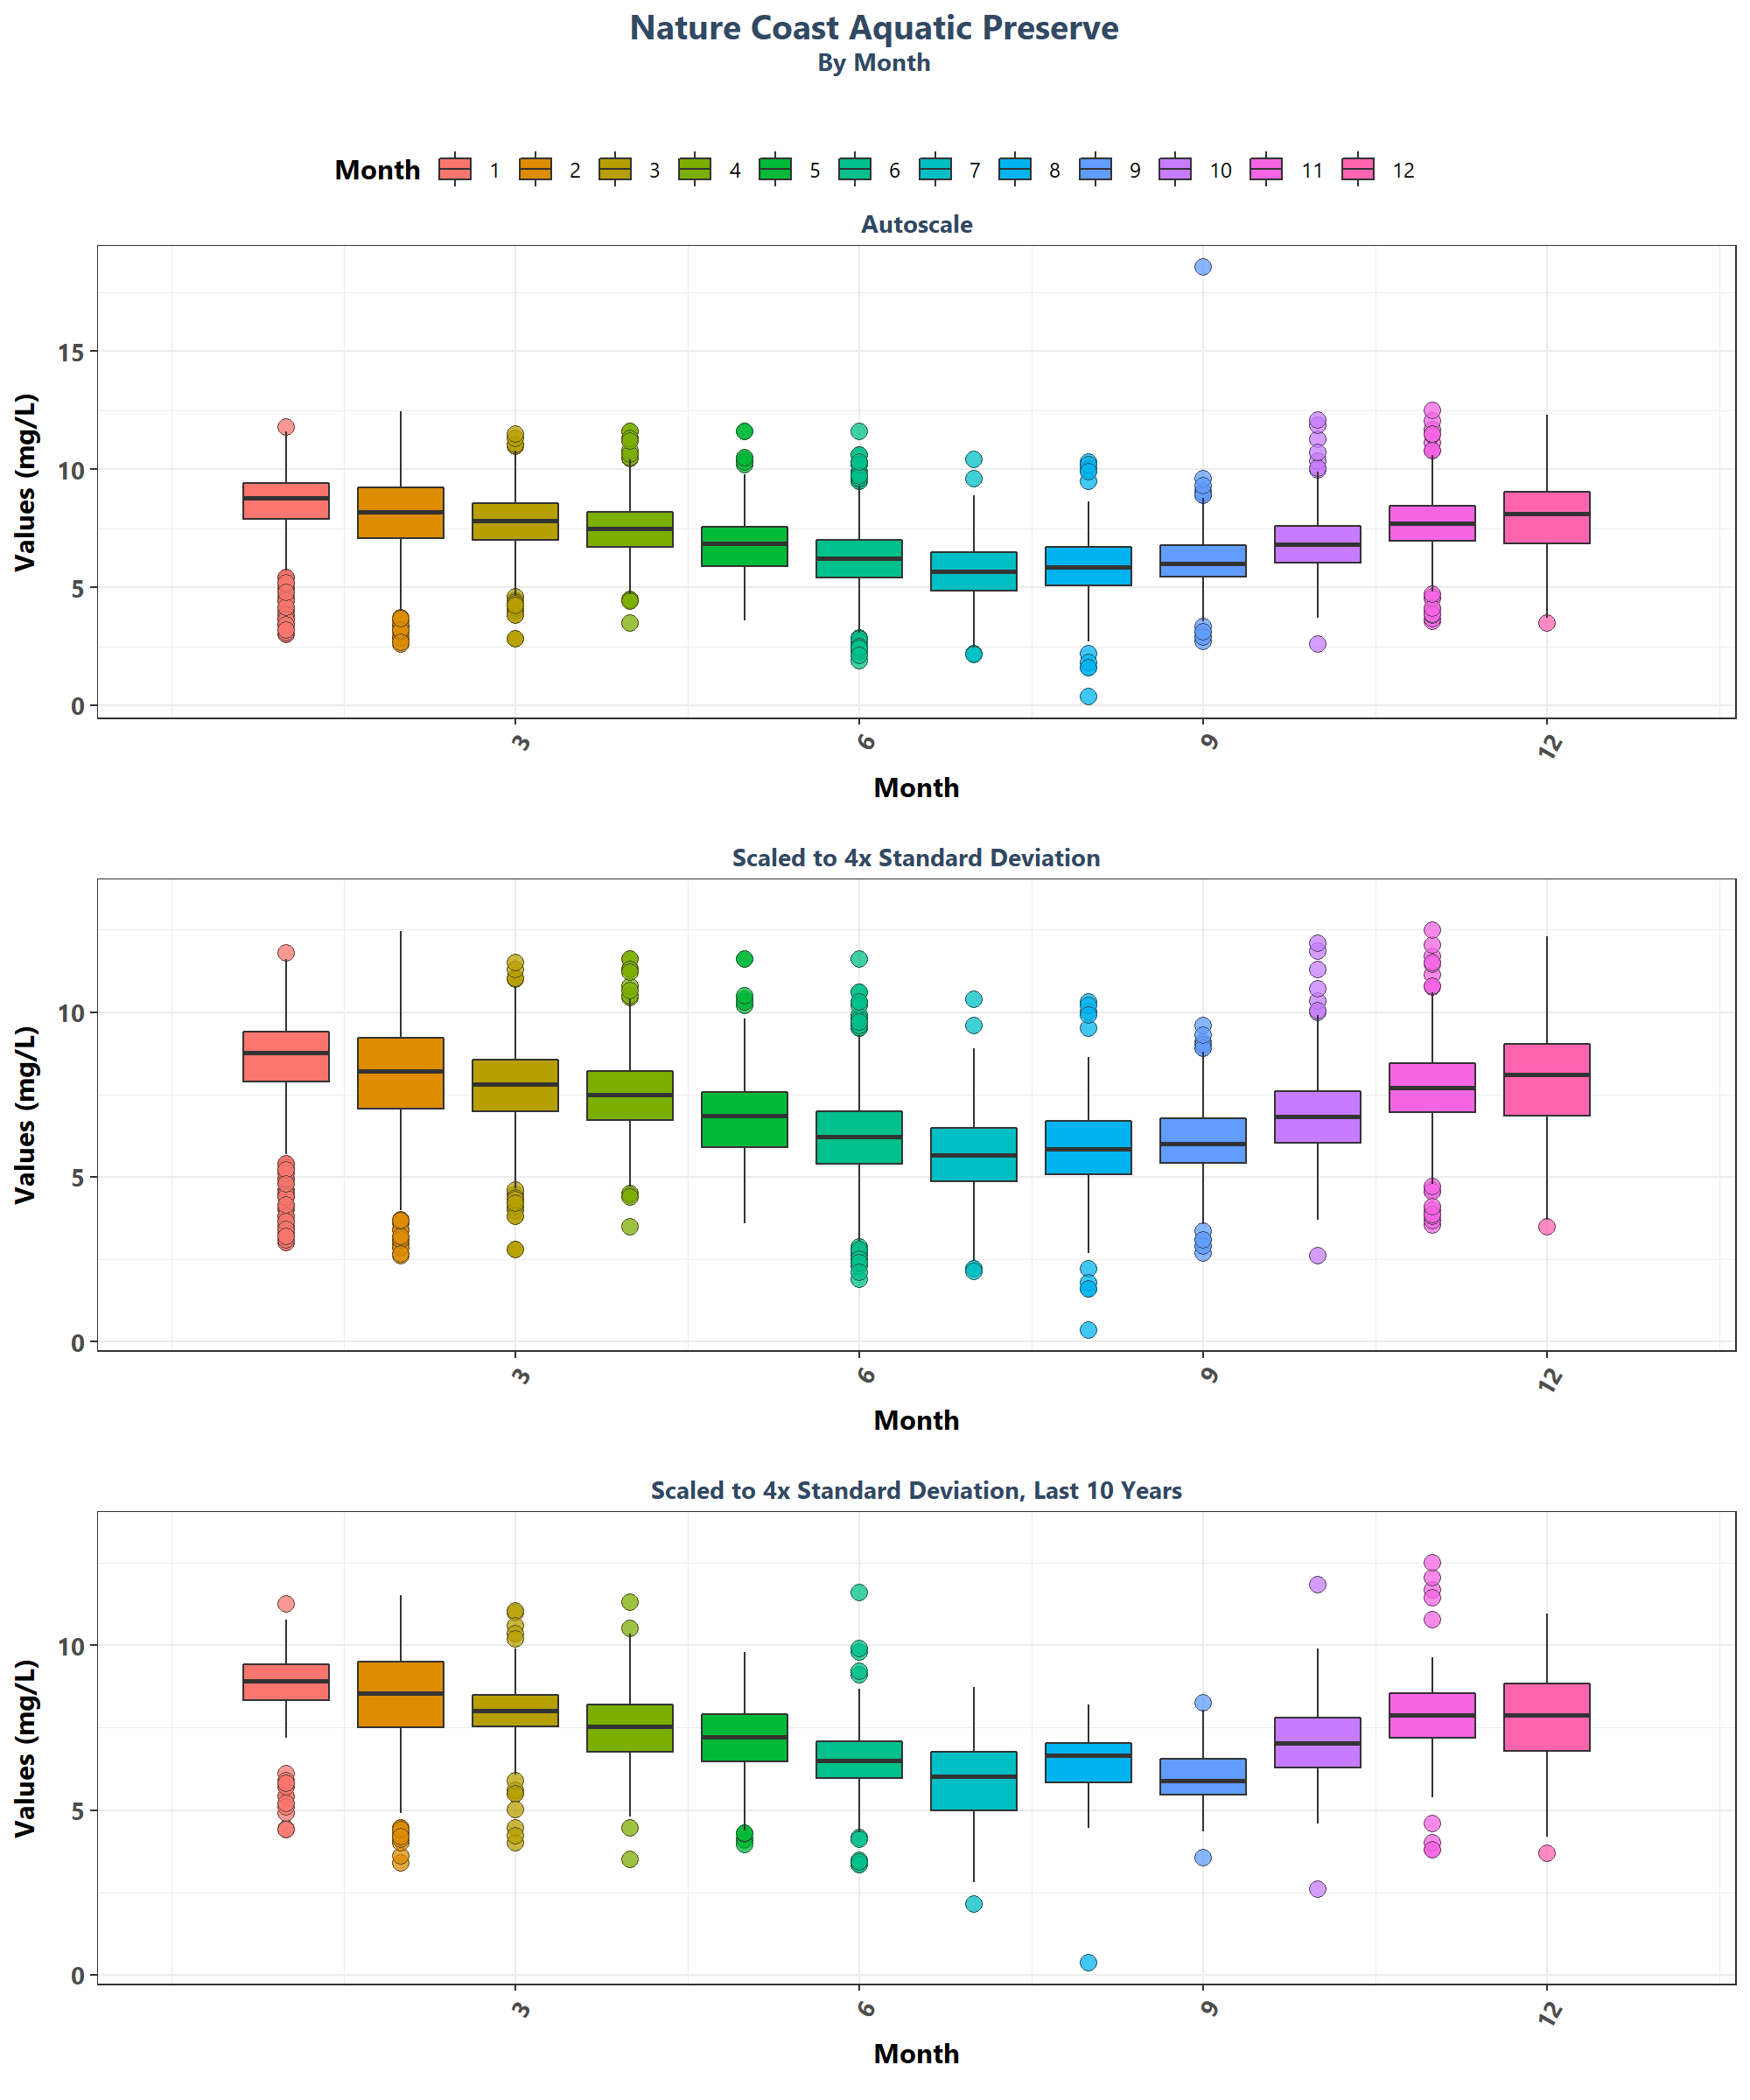 Nature Coast Aquatic Preserve
By Month
Month 1 2 3 4 5 6 7 8 9 10 11 12
Autoscale
Values (mg/L)
15
10
5
0
3 6 9 12
Month
Scaled to 4x Standard Deviation
Values (mg/L)
10
5
0
3 6 9 12
Month
Scaled to 4x Standard Deviation, Last 10 Years
Values (mg/L)
10
5
0
3 6 9 12
Month